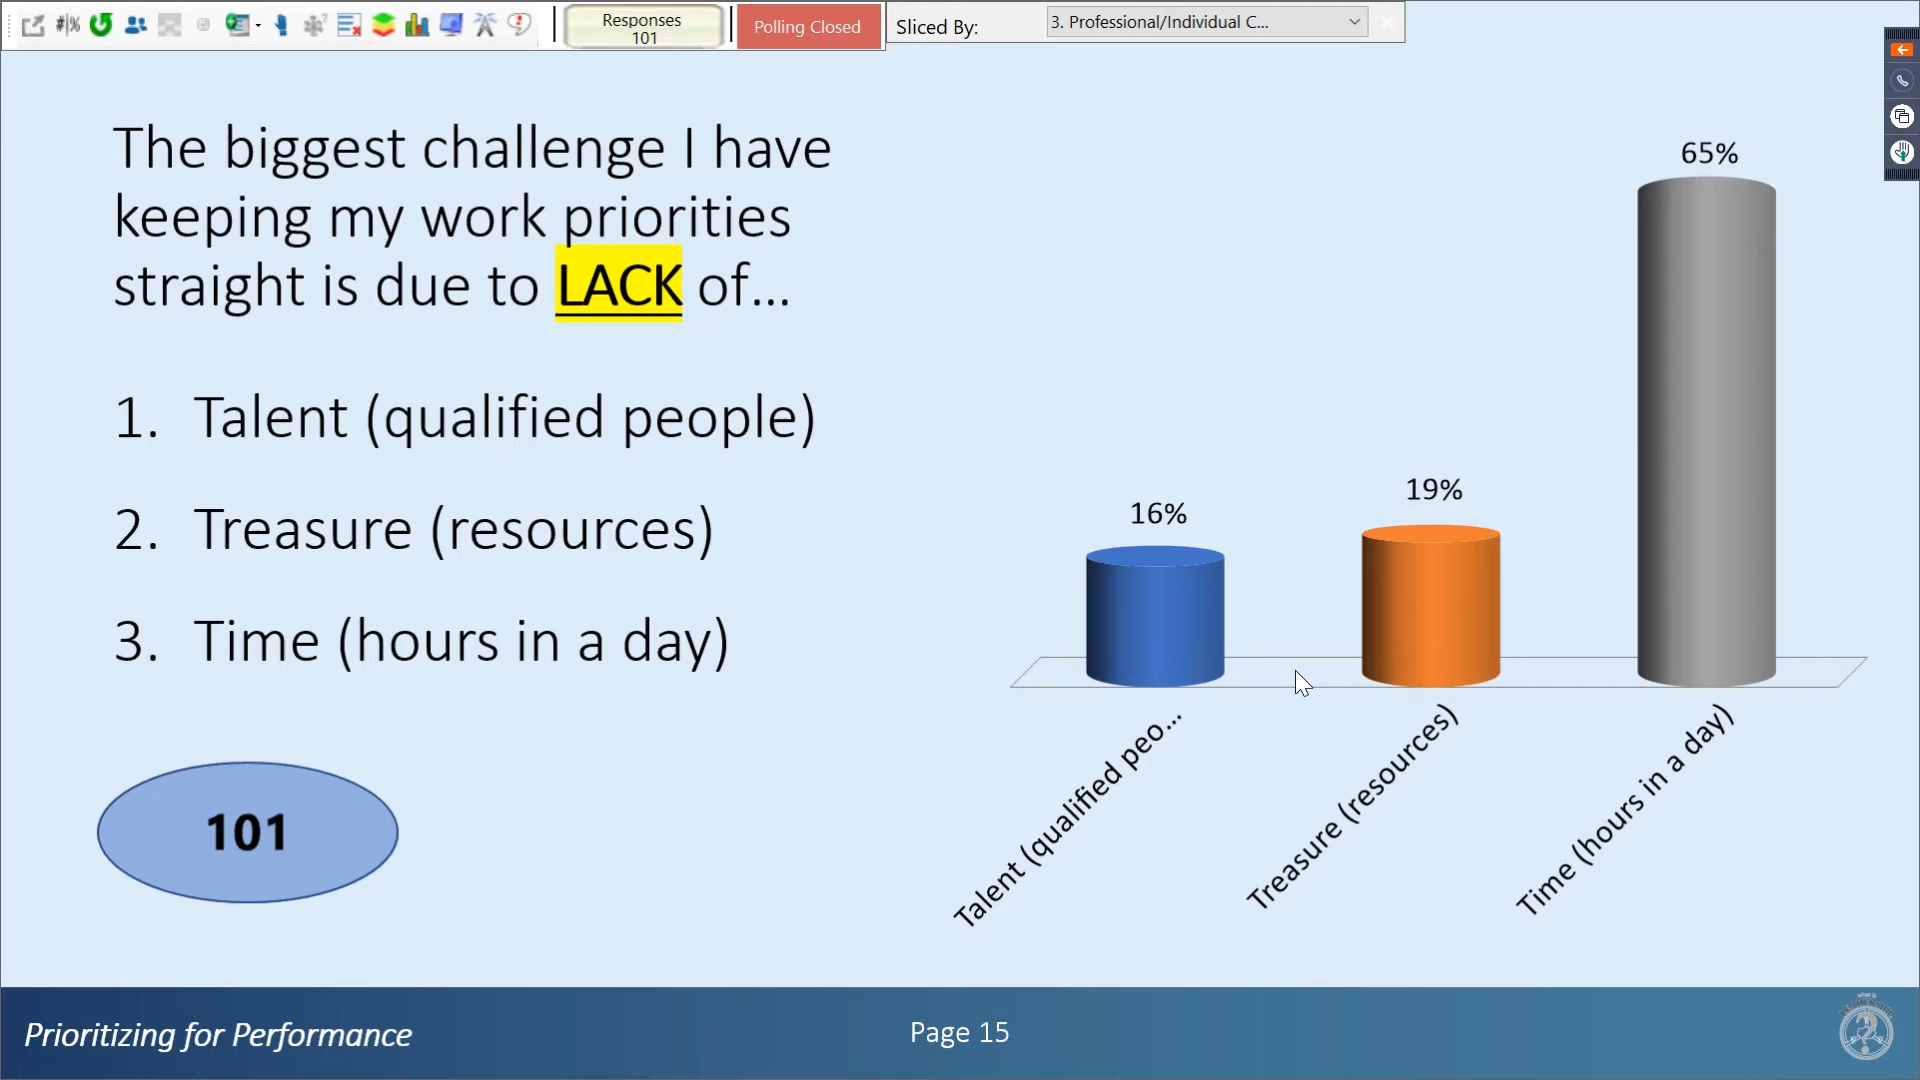 Responses
101
Polling Closed
Sliced By:
3. Professional/Individual C...
The biggest challenge I have
keeping my work priorities
straight is due to LACK of...
1. Talent (qualified people)
2. Treasure (resources)
3. Time (hours in a day)
101
16%
19%
65%
Talent (qualified peo...
Treasure (resources)
Time (hours in a day)
Prioritizing for Performance
Page 15